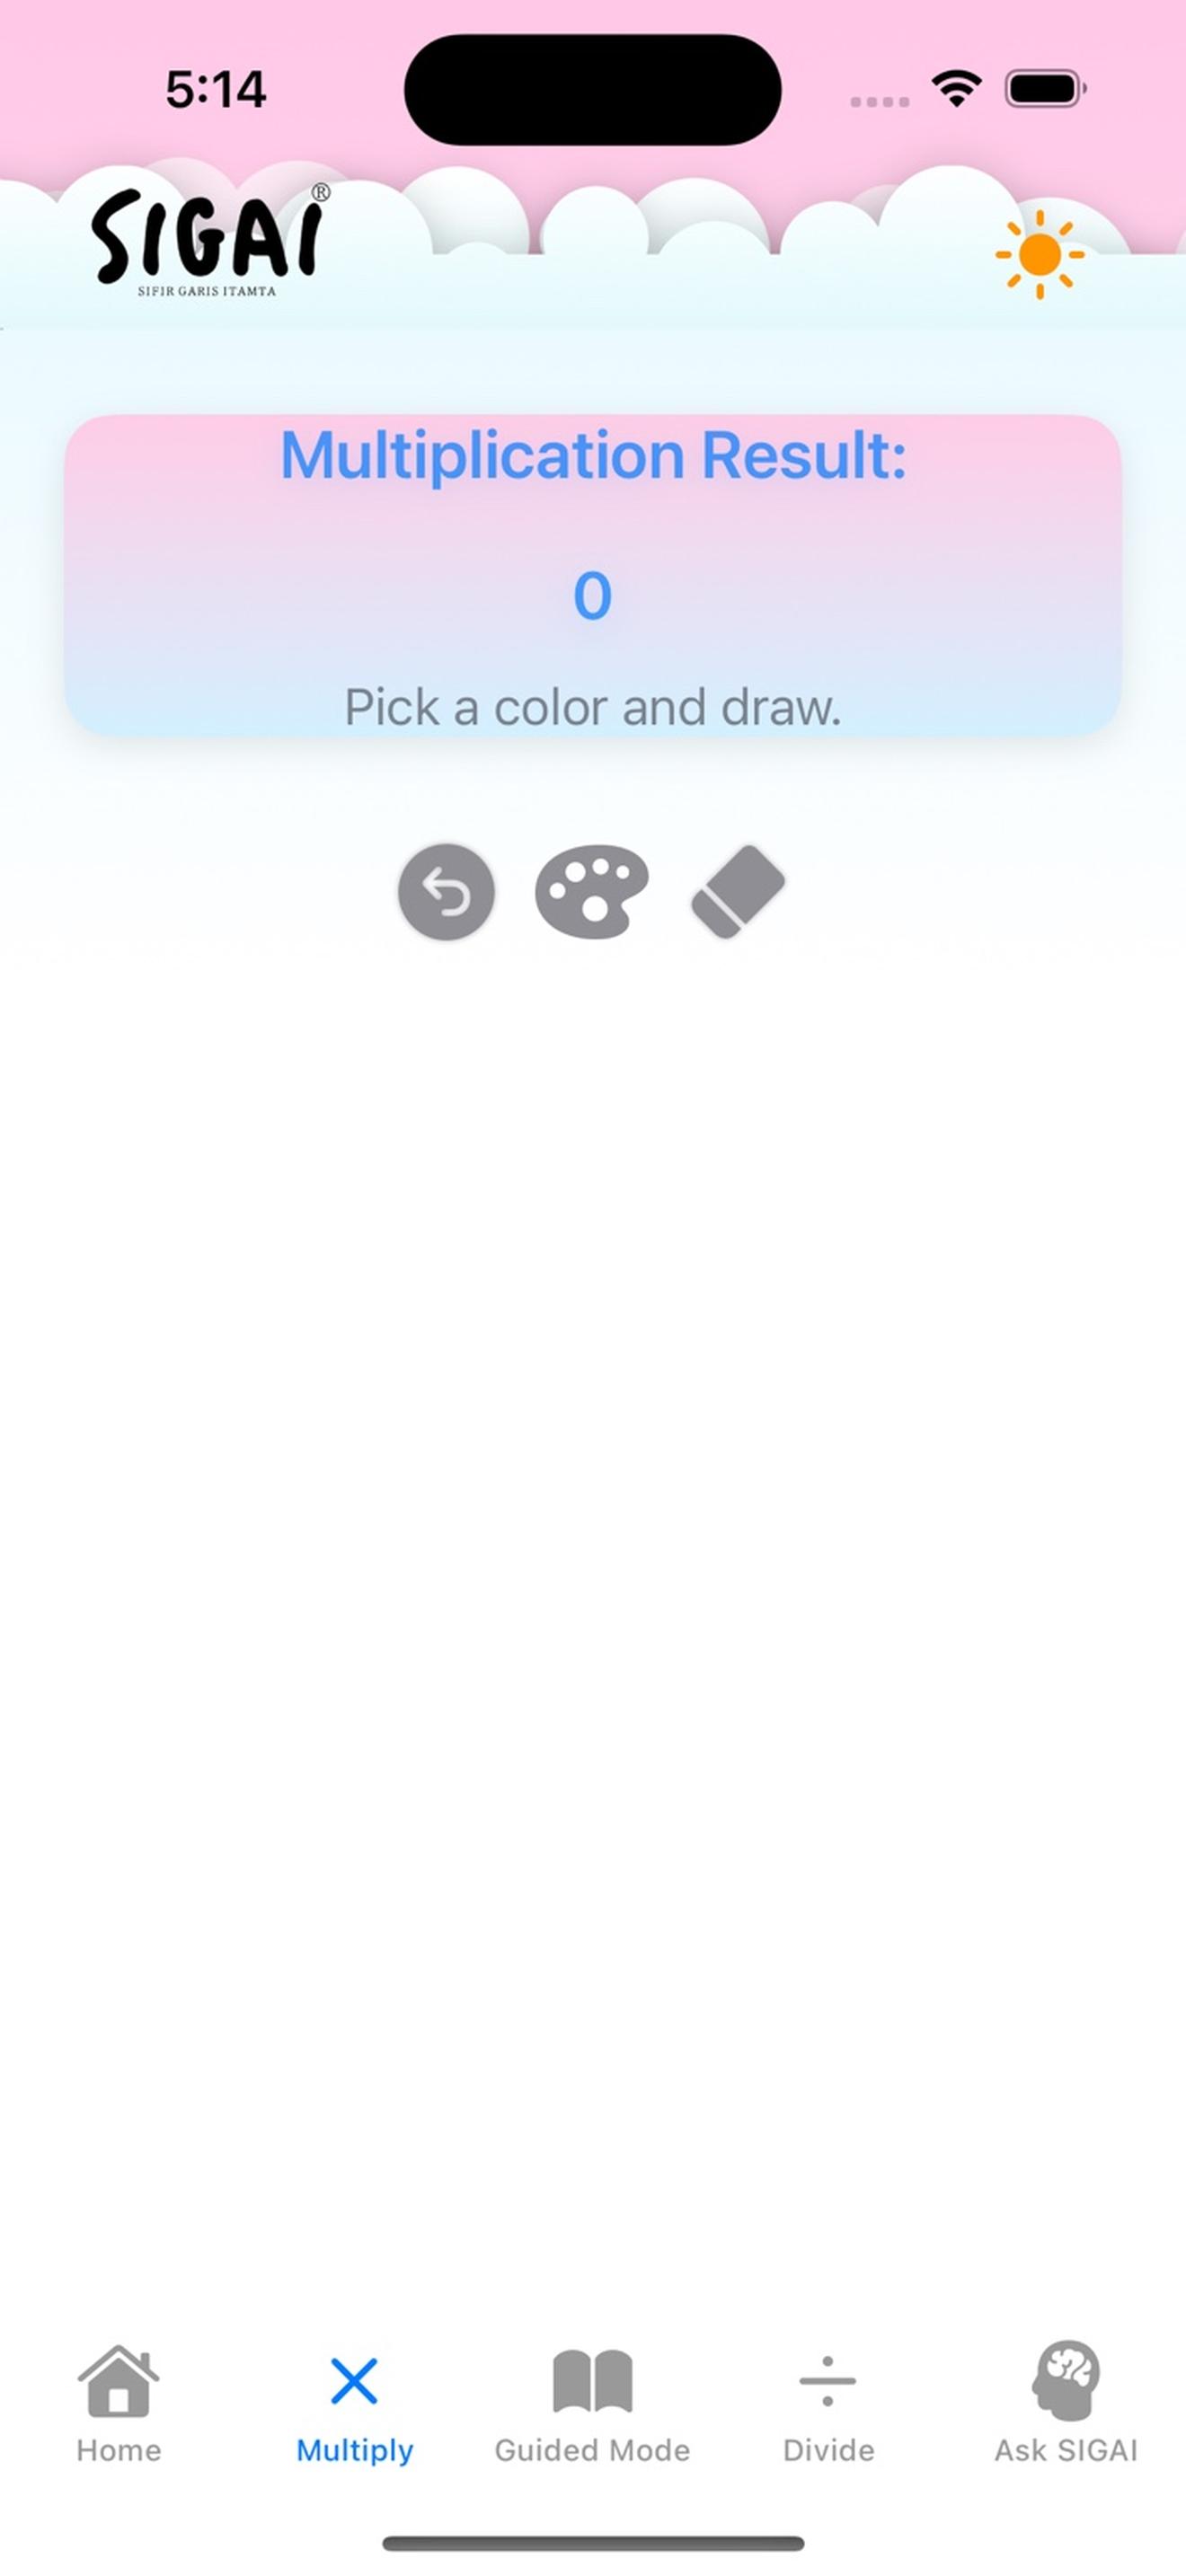 5:14
SIGAI®
SIFIR GARIS ITAMTA
Multiplication Result:
0
Pick a color and draw.
Home
Multiply
Guided Mode
Divide
Ask SIGAI